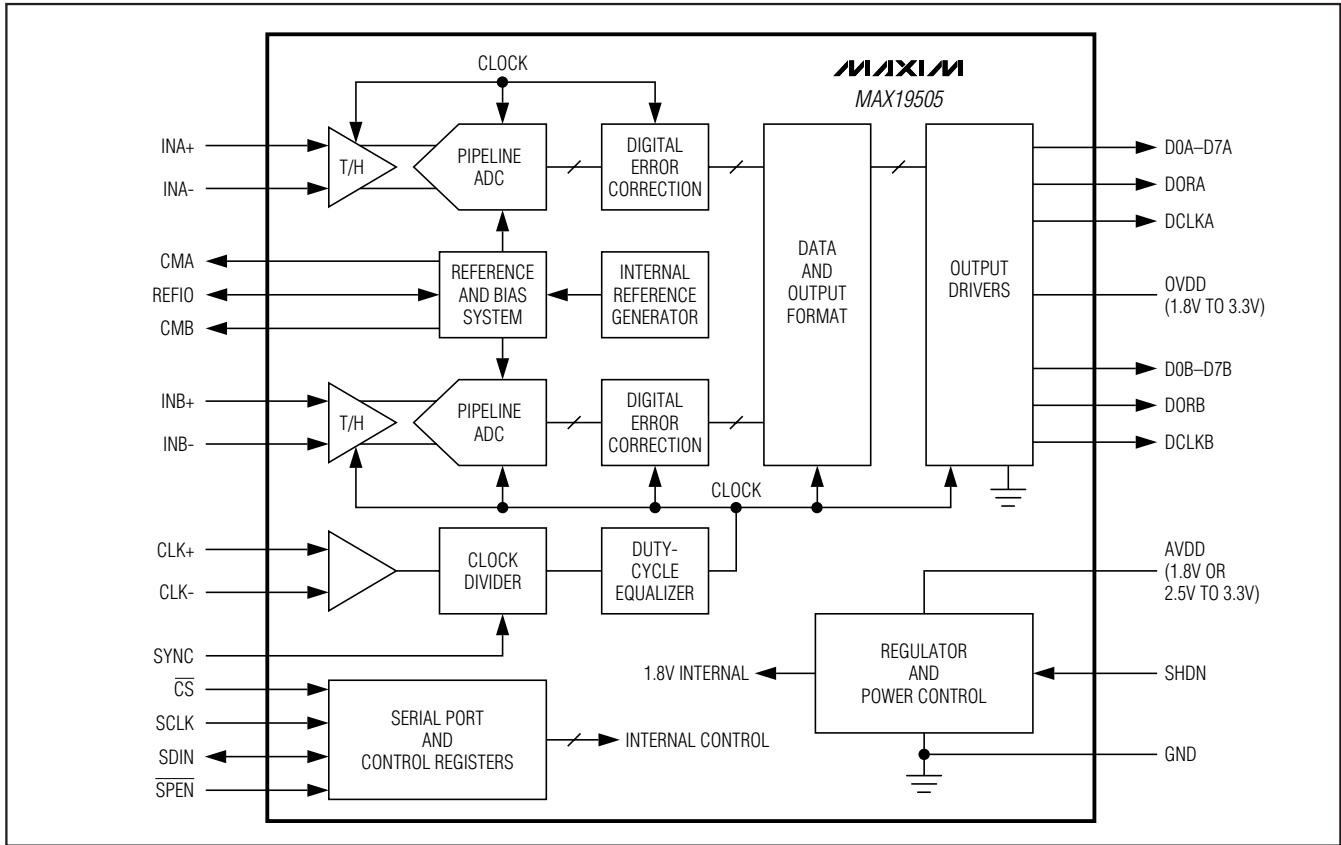 CLOCK
MAXIM
MAX19505
INA+
INA-
T/H
PIPELINE
ADC
DIGITAL
ERROR
CORRECTION
DATA
AND
OUTPUT
FORMAT
OUTPUT
DRIVERS
D0A–D7A
DORA
DCLKA
CMA
REFIO
CMB
REFERENCE
AND BIAS
SYSTEM
INTERNAL
REFERENCE
GENERATOR
OVDD
(1.8V TO 3.3V)
INB+
INB-
T/H
PIPELINE
ADC
DIGITAL
ERROR
CORRECTION
D0B–D7B
DORB
DCLKB
CLOCK
CLK+
CLK-
CLOCK
DIVIDER
DUTY-
CYCLE
EQUALIZER
AVDD
(1.8V OR
2.5V TO 3.3V)
SYNC
CS
SCLK
SDIN
SPEN
SERIAL PORT
AND
CONTROL REGISTERS
INTERNAL CONTROL
1.8V INTERNAL
REGULATOR
AND
POWER CONTROL
SHDN
GND